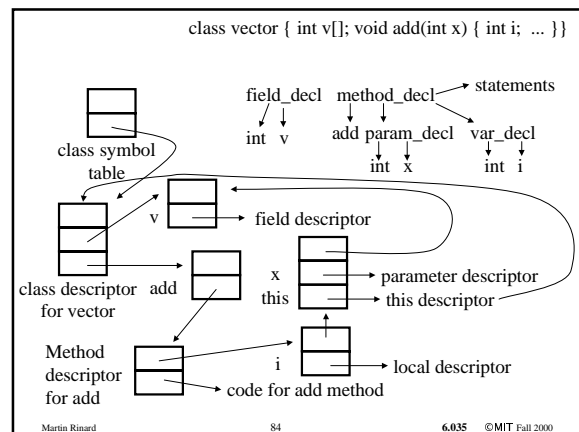 class vector { int v[]; void add(int x) { int i; ... }}
field_decl method_decl statements
int v add param_decl var_decl
int x int i
class symbol
table
v
field descriptor
class descriptor
for vector
add
x
this
parameter descriptor
this descriptor
Method
descriptor
for add
i
local descriptor
code for add method
Martin Rinard 84 6.035 ©MIT Fall 2000